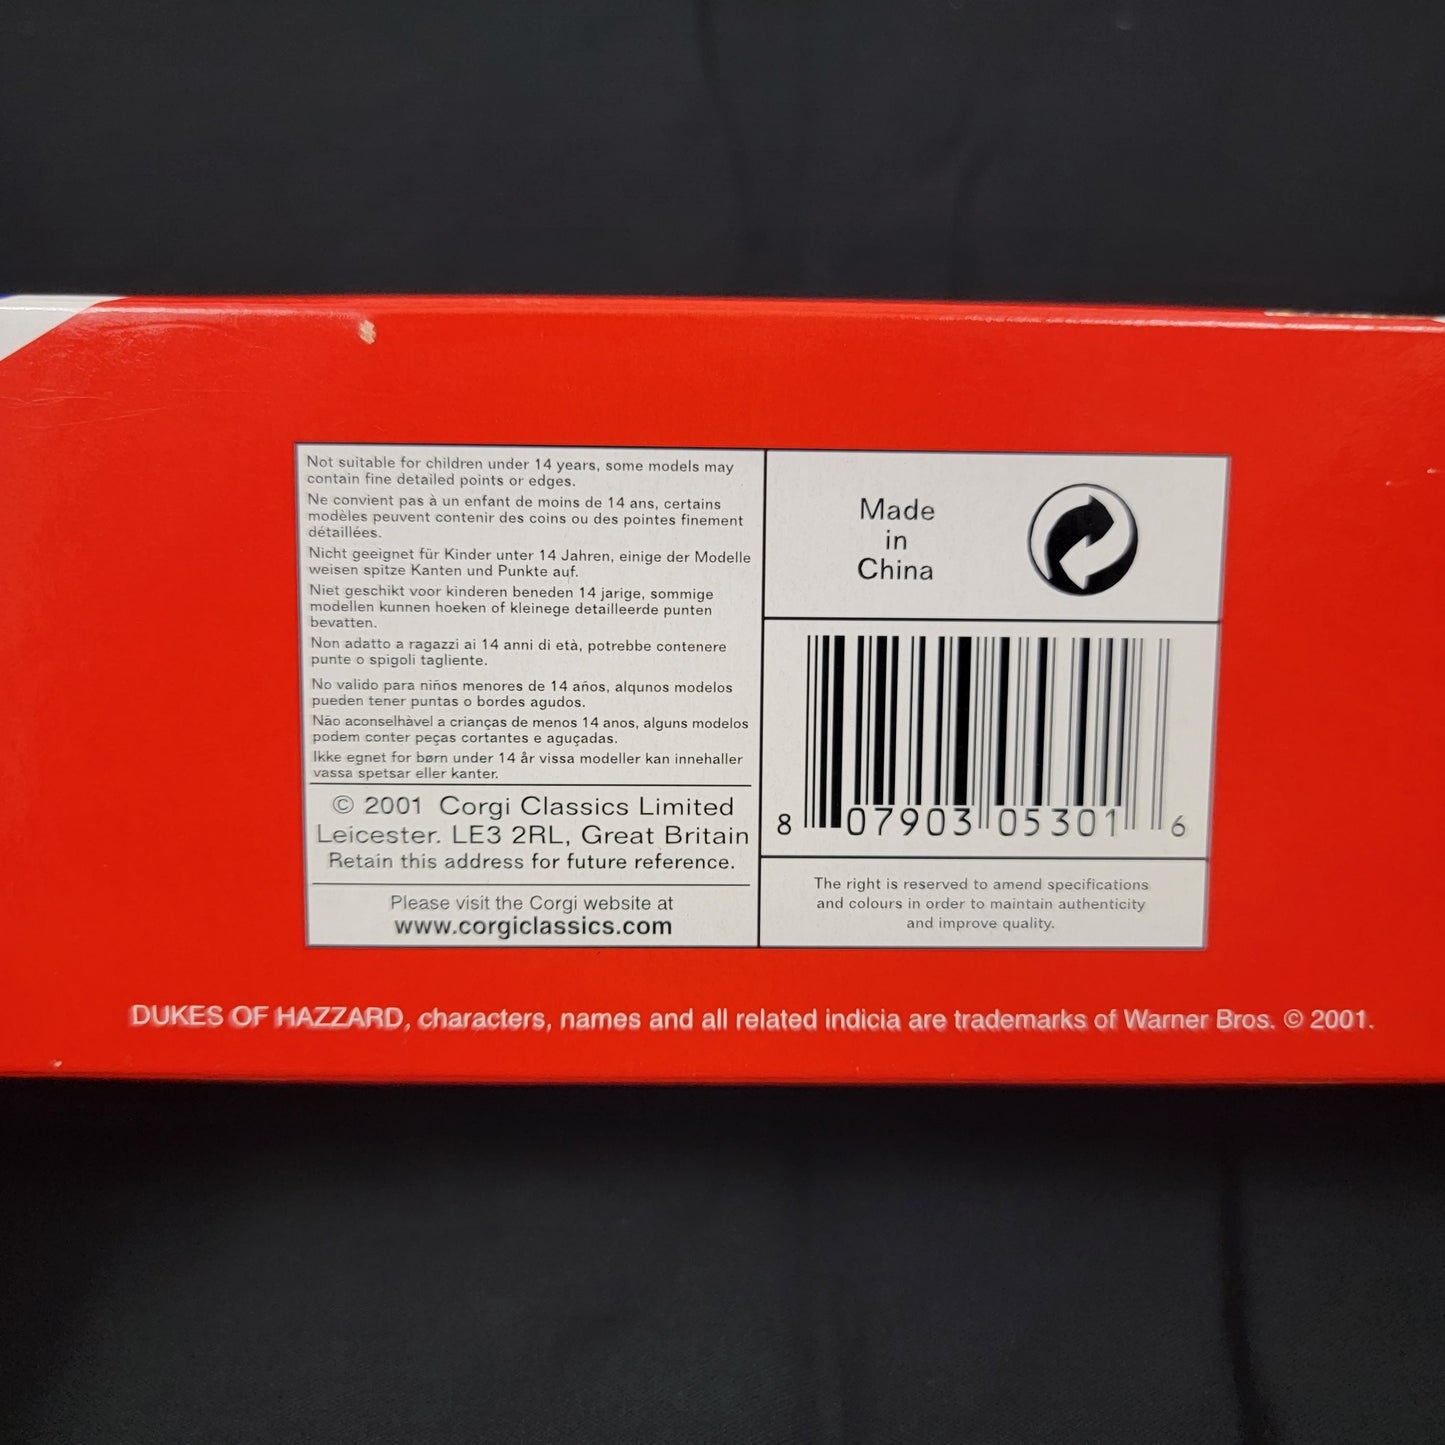 Not suitable for children under 14 years, some models may
contain fine detailed points or edges.
Ne convient pas à un enfant de moins de 14 ans, certains
modèles peuvent contenir des coins ou des pointes finement
détaillées.
Nicht geeignet für Kinder unter 14 Jahren, einige der Modelle
weisen spitze Kanten und Punkte auf.
Niet geschikt voor kinderen beneden 14 jarige, sommige
modellen kunnen hoeken of kleinege detailleerde punten
bevatten.
Non adatto a ragazzi ai 14 anni di età, potrebbe contenere
punte o spigoli tagliente.
No valido para niños menores de 14 años, alqunos modelos
pueden tener puntas o bordes agudos.
Não aconselhàvel a crianças de menos 14 anos, alguns modelos
podem conter peças cortantes e aguçadas.
Ikke egnet for børn under 14 år vissa modeller kan innehaller
vassa spetsar eller kanter.
© 2001 Corgi Classics Limited
Leicester. LE3 2RL, Great Britain
Retain this address for future reference.
Please visit the Corgi website at
www.corgiclassics.com
Made
in
China
8 07903 05301 6
The right is reserved to amend specifications
and colours in order to maintain authenticity
and improve quality.
DUKES OF HAZZARD, characters, names and all related indicia are trademarks of Warner Bros. © 2001.